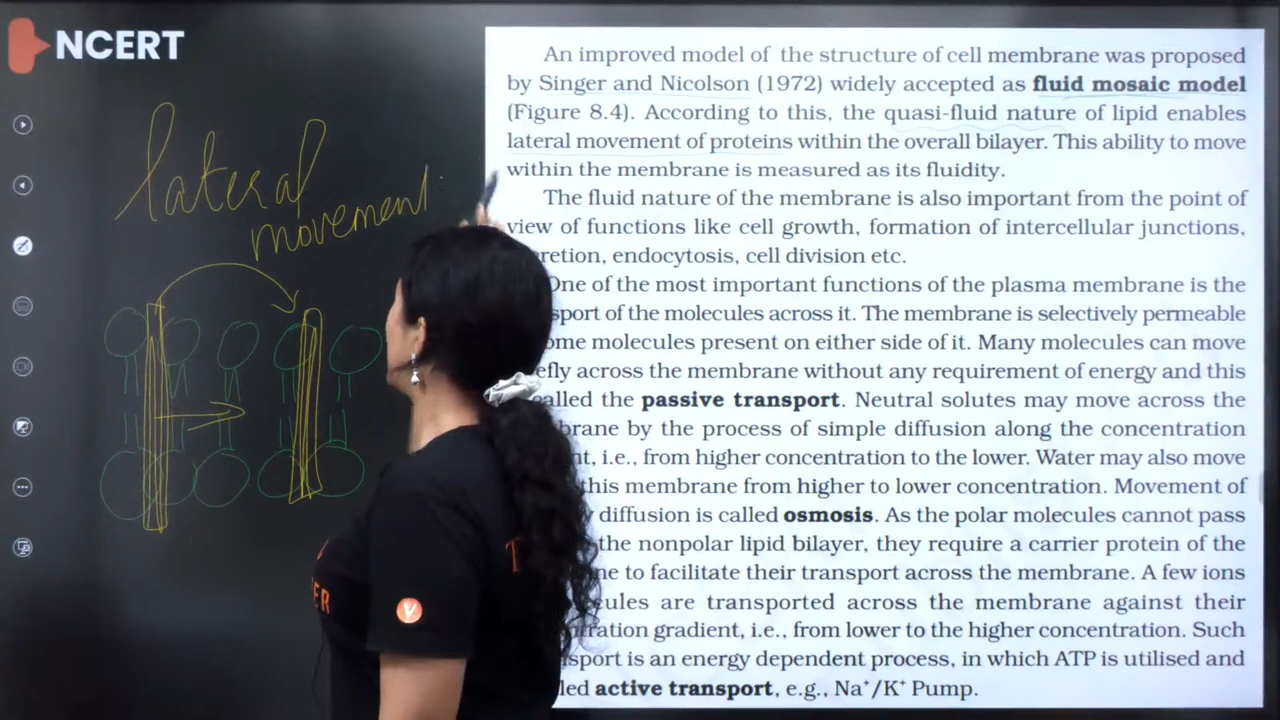 NCERT
lateral
movement
An improved model of the structure of cell membrane was proposed
by Singer and Nicolson (1972) widely accepted as fluid mosaic model
(Figure 8.4). According to this, the quasi-fluid nature of lipid enables
lateral movement of proteins within the overall bilayer. This ability to move
within the membrane is measured as its fluidity.
The fluid nature of the membrane is also important from the point of
view of functions like cell growth, formation of intercellular junctions,
retion, endocytosis, cell division etc.
One of the most important functions of the plasma membrane is the
sport of the molecules across it. The membrane is selectively permeable
ome molecules present on either side of it. Many molecules can move
efly across the membrane without any requirement of energy and this
alled the passive transport. Neutral solutes may move across the
brane by the process of simple diffusion along the concentration
nt, i.e., from higher concentration to the lower. Water may also move
this membrane from higher to lower concentration. Movement of
diffusion is called osmosis. As the polar molecules cannot pass
the nonpolar lipid bilayer, they require a carrier protein of the
ne to facilitate their transport across the membrane. A few ions
cules are transported across the membrane against their
ration gradient, i.e., from lower to the higher concentration. Such
sport is an energy dependent process, in which ATP is utilised and
led active transport, e.g., Na⁺/K⁺ Pump.